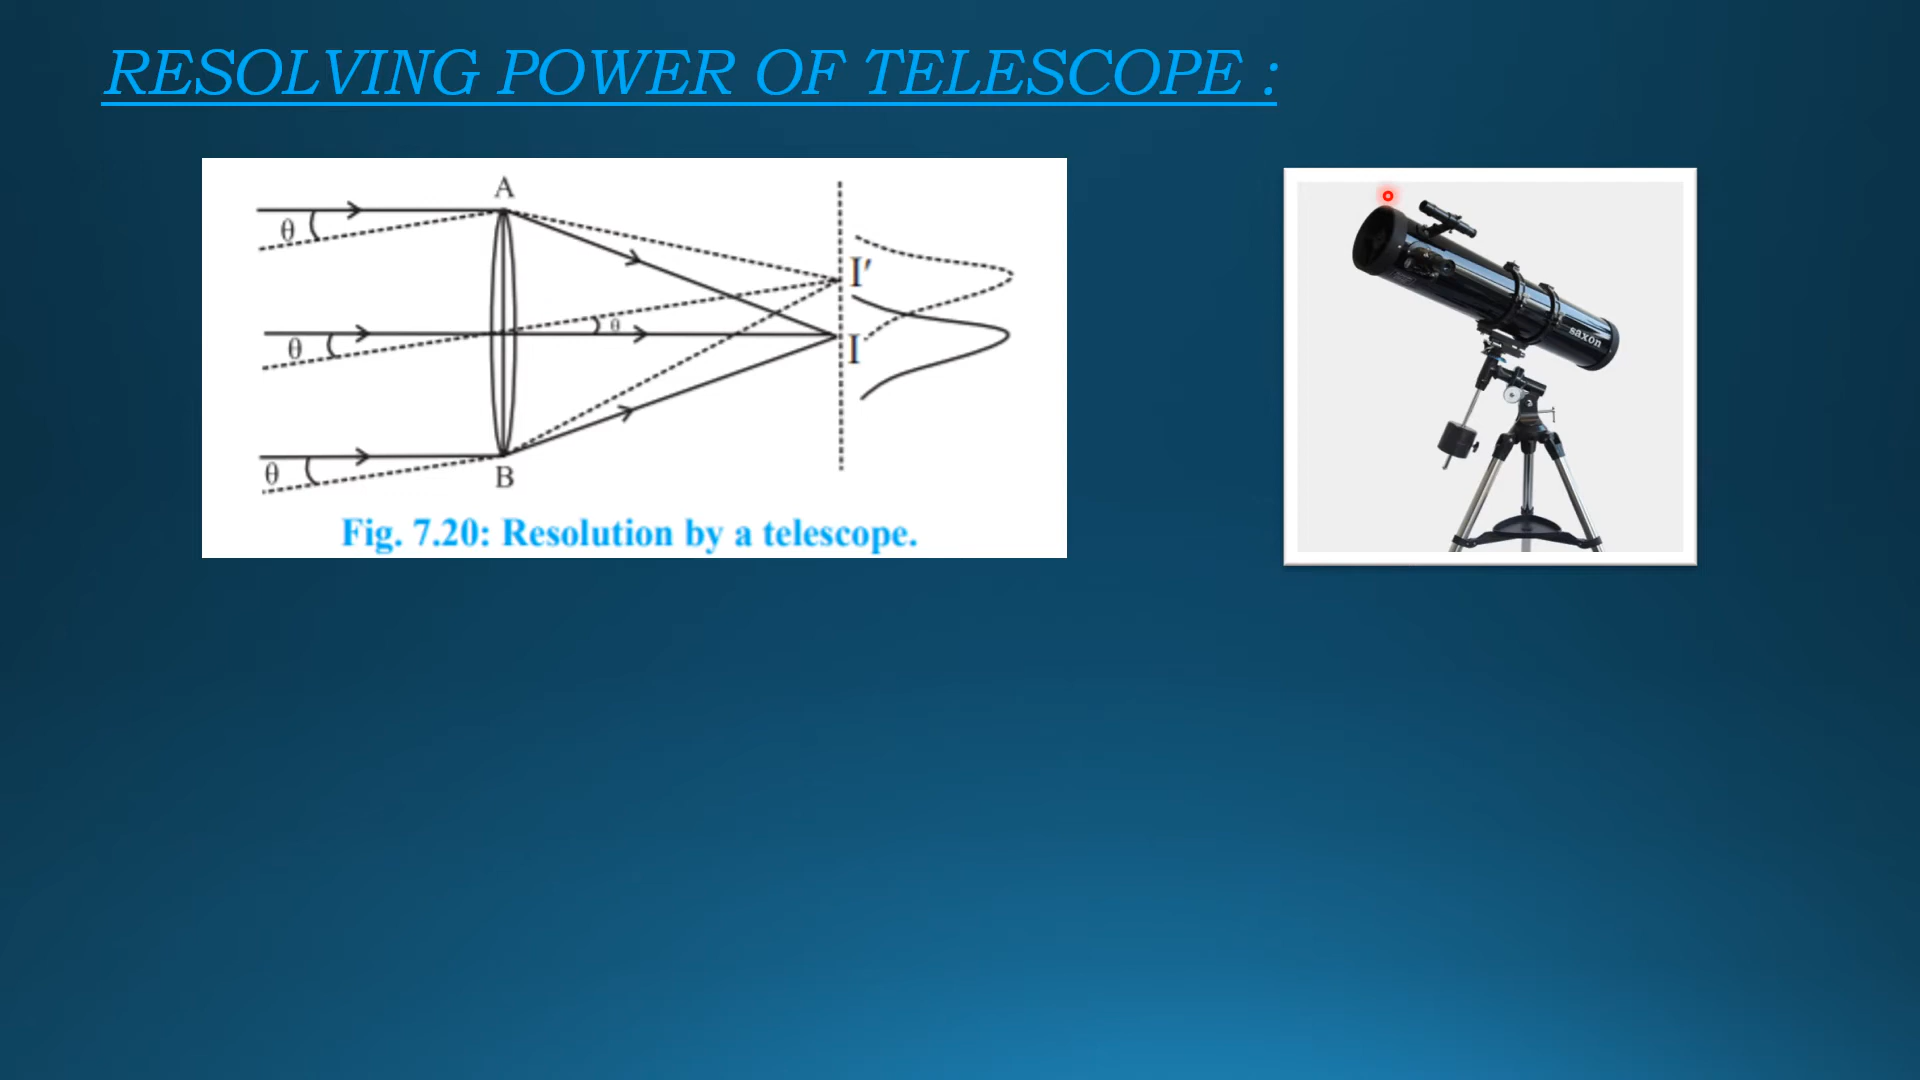 RESOLVING POWER OF TELESCOPE :
A
θ
I′
θ
θ
I
θ
B
Fig. 7.20: Resolution by a telescope.
saxon